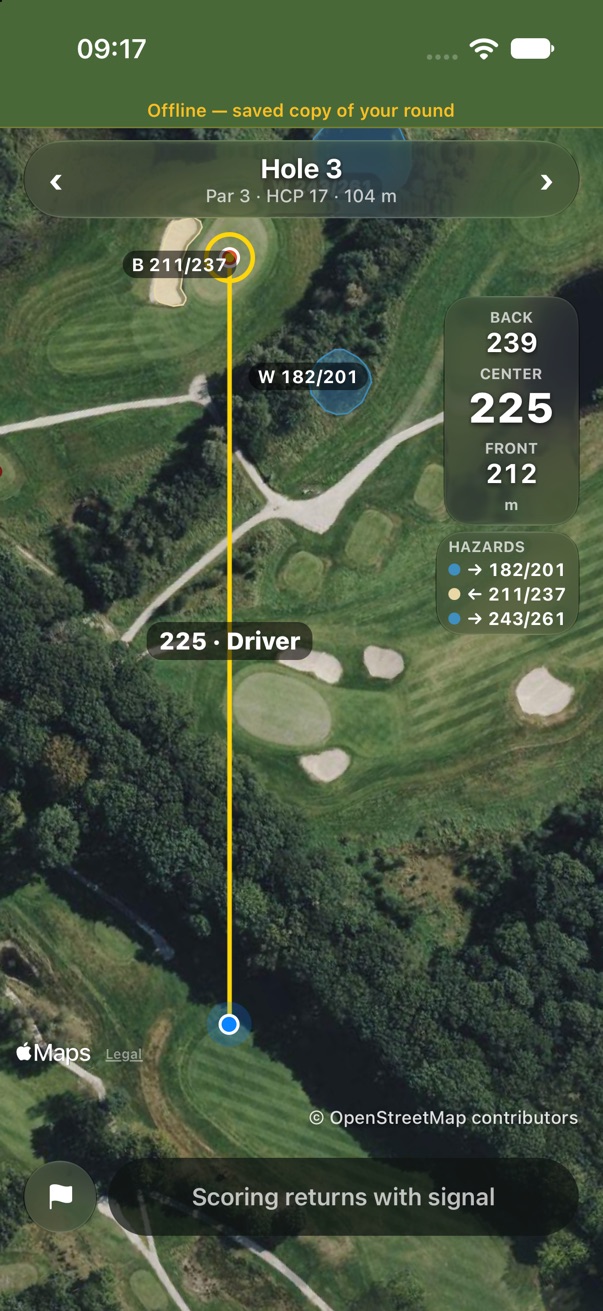 09:17
Offline — saved copy of your round
‹ Hole 3 ›
Par 3 · HCP 17 · 104 m
B 211/237
W 182/201
BACK
239
CENTER
225
FRONT
212
m
HAZARDS
→ 182/201
← 211/237
→ 243/261
225 · Driver
Maps Legal
© OpenStreetMap contributors
Scoring returns with signal